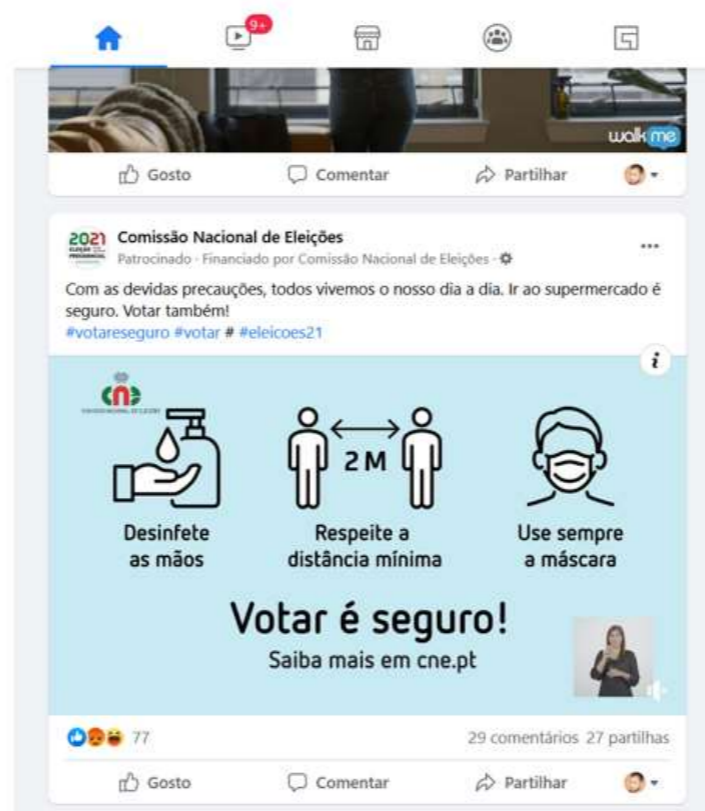 9+
walkme
Gosto Comentar Partilhar
2021
Comissão Nacional de Eleições
Patrocinado · Financiado por Comissão Nacional de Eleições ·
Com as devidas precauções, todos vivemos o nosso dia a dia. Ir ao supermercado é
seguro. Votar também!
#votareseguro #votar # #eleicoes21
i
cne
2 M
Desinfete
as mãos
Respeite a
distância mínima
Use sempre
a máscara
Votar é seguro!
Saiba mais em cne.pt
77
29 comentários 27 partilhas
Gosto Comentar Partilhar